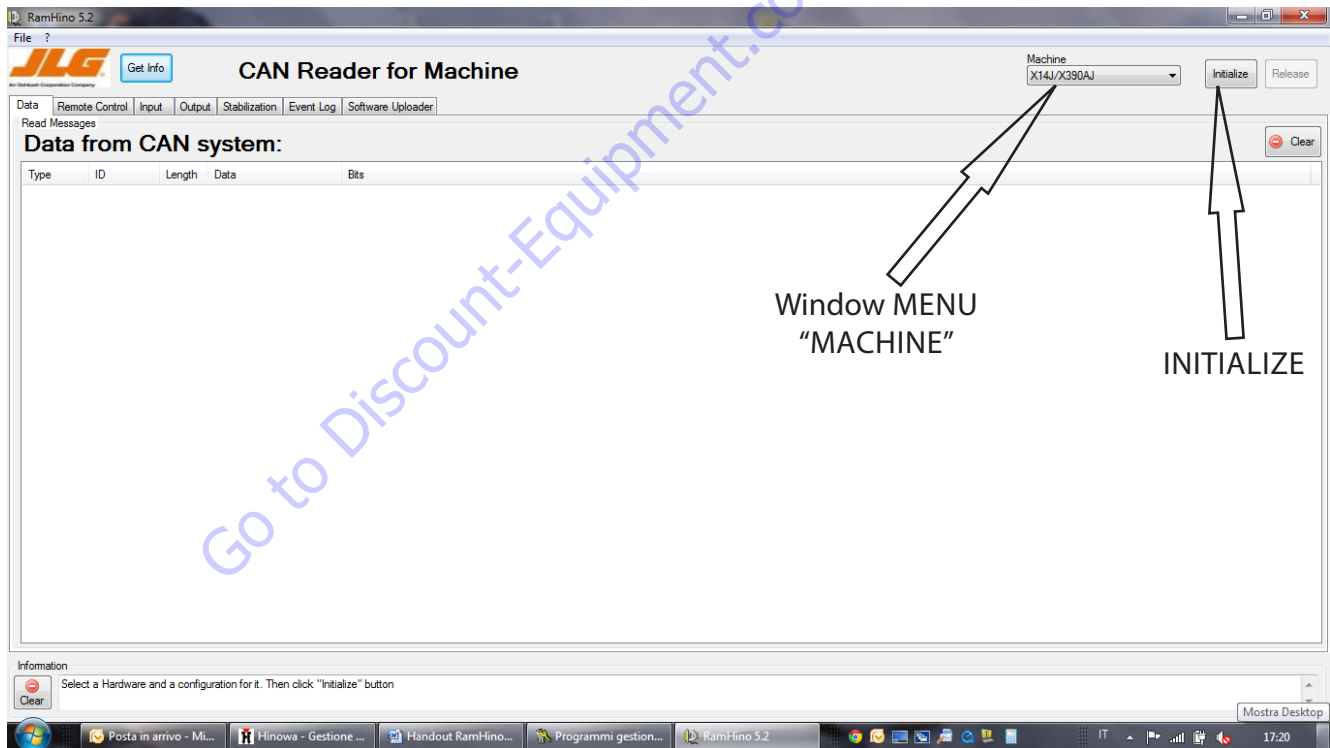 RamHino 5.2
File ?
JLG
An Oshkosh Corporation Company
Get Info
CAN Reader for Machine
Machine
X14J/X390AJ
Initialize
Release
Data Remote Control Input Output Stabilization Event Log Software Uploader
Read Messages
Data from CAN system:
Clear
Type ID Length Data Bits
Window MENU
“MACHINE”
INITIALIZE
Go to Discount-Equipment.com
Information
Clear
Select a Hardware and a configuration for it. Then click "Initialize" button
Mostra Desktop
Posta in arrivo - Mi... Hinowa - Gestione ... Handout RamHino... Programmi gestion... RamHino 5.2 IT 17:20